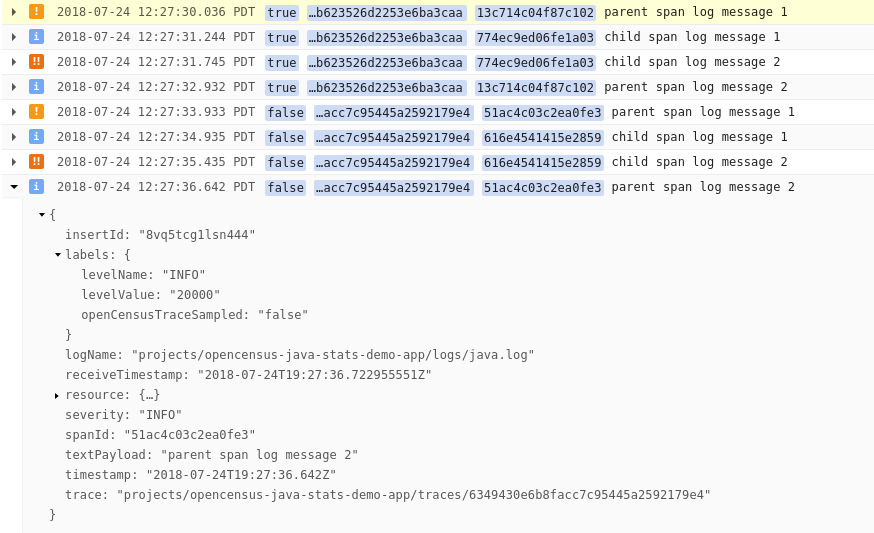 ! 2018-07-24 12:27:30.036 PDT true …b623526d2253e6ba3caa 13c714c04f87c102 parent span log message 1
i 2018-07-24 12:27:31.244 PDT true …b623526d2253e6ba3caa 774ec9ed06fe1a03 child span log message 1
!! 2018-07-24 12:27:31.745 PDT true …b623526d2253e6ba3caa 774ec9ed06fe1a03 child span log message 2
i 2018-07-24 12:27:32.932 PDT true …b623526d2253e6ba3caa 13c714c04f87c102 parent span log message 2
! 2018-07-24 12:27:33.933 PDT false …acc7c95445a2592179e4 51ac4c03c2ea0fe3 parent span log message 1
i 2018-07-24 12:27:34.935 PDT false …acc7c95445a2592179e4 616e4541415e2859 child span log message 1
!! 2018-07-24 12:27:35.435 PDT false …acc7c95445a2592179e4 616e4541415e2859 child span log message 2
i 2018-07-24 12:27:36.642 PDT false …acc7c95445a2592179e4 51ac4c03c2ea0fe3 parent span log message 2
{
insertId: "8vq5tcg1lsn444"
labels: {
levelName: "INFO"
levelValue: "20000"
openCensusTraceSampled: "false"
}
logName: "projects/opencensus-java-stats-demo-app/logs/java.log"
receiveTimestamp: "2018-07-24T19:27:36.722955551Z"
resource: {…}
severity: "INFO"
spanId: "51ac4c03c2ea0fe3"
textPayload: "parent span log message 2"
timestamp: "2018-07-24T19:27:36.642Z"
trace: "projects/opencensus-java-stats-demo-app/traces/6349430e6b8facc7c95445a2592179e4"
}